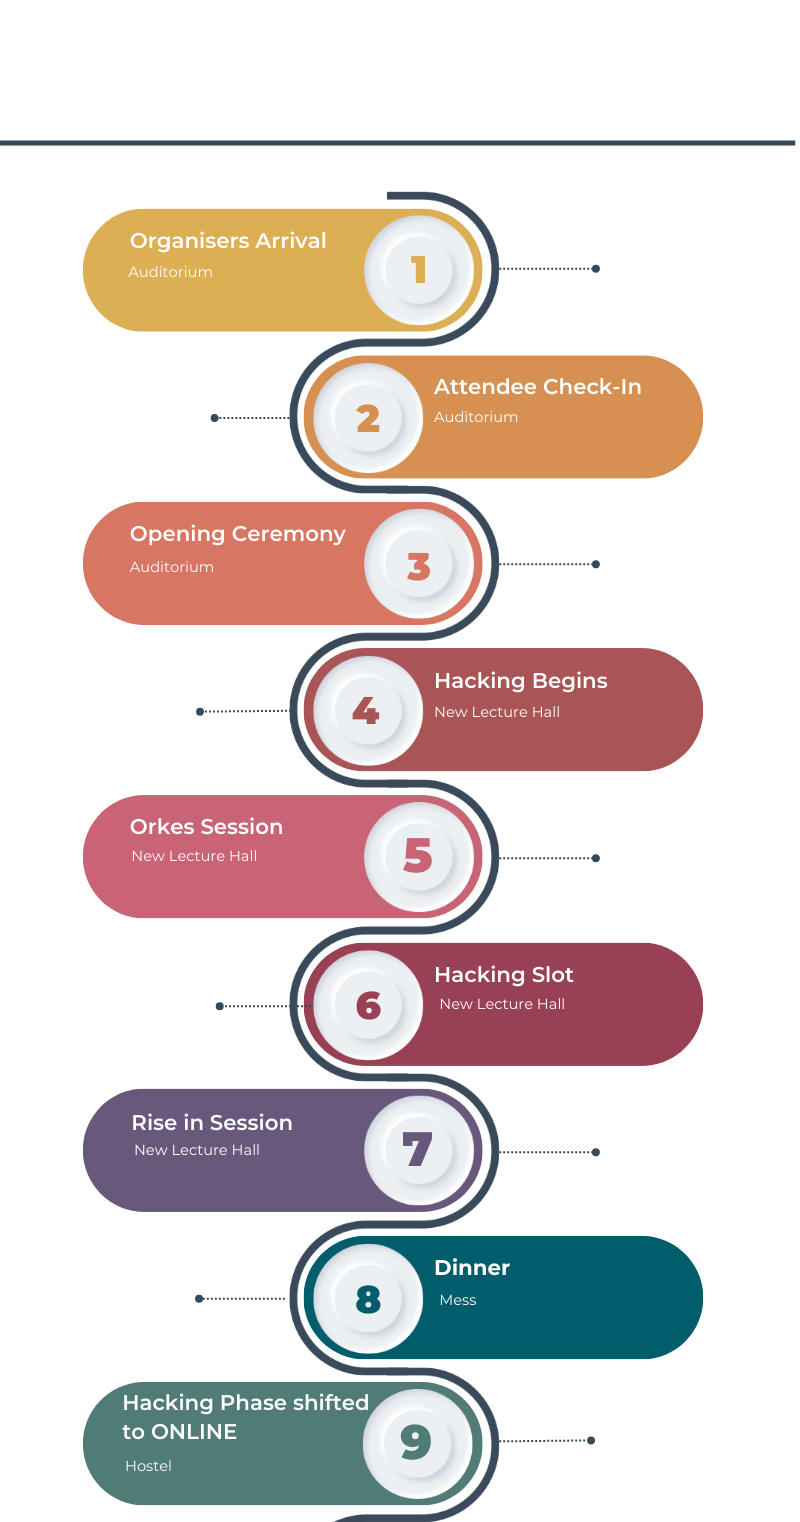 Organisers Arrival
Auditorium
1
2
Attendee Check-In
Auditorium
Opening Ceremony
Auditorium
3
4
Hacking Begins
New Lecture Hall
Orkes Session
New Lecture Hall
5
6
Hacking Slot
New Lecture Hall
Rise in Session
New Lecture Hall
7
8
Dinner
Mess
Hacking Phase shifted
to ONLINE
Hostel
9